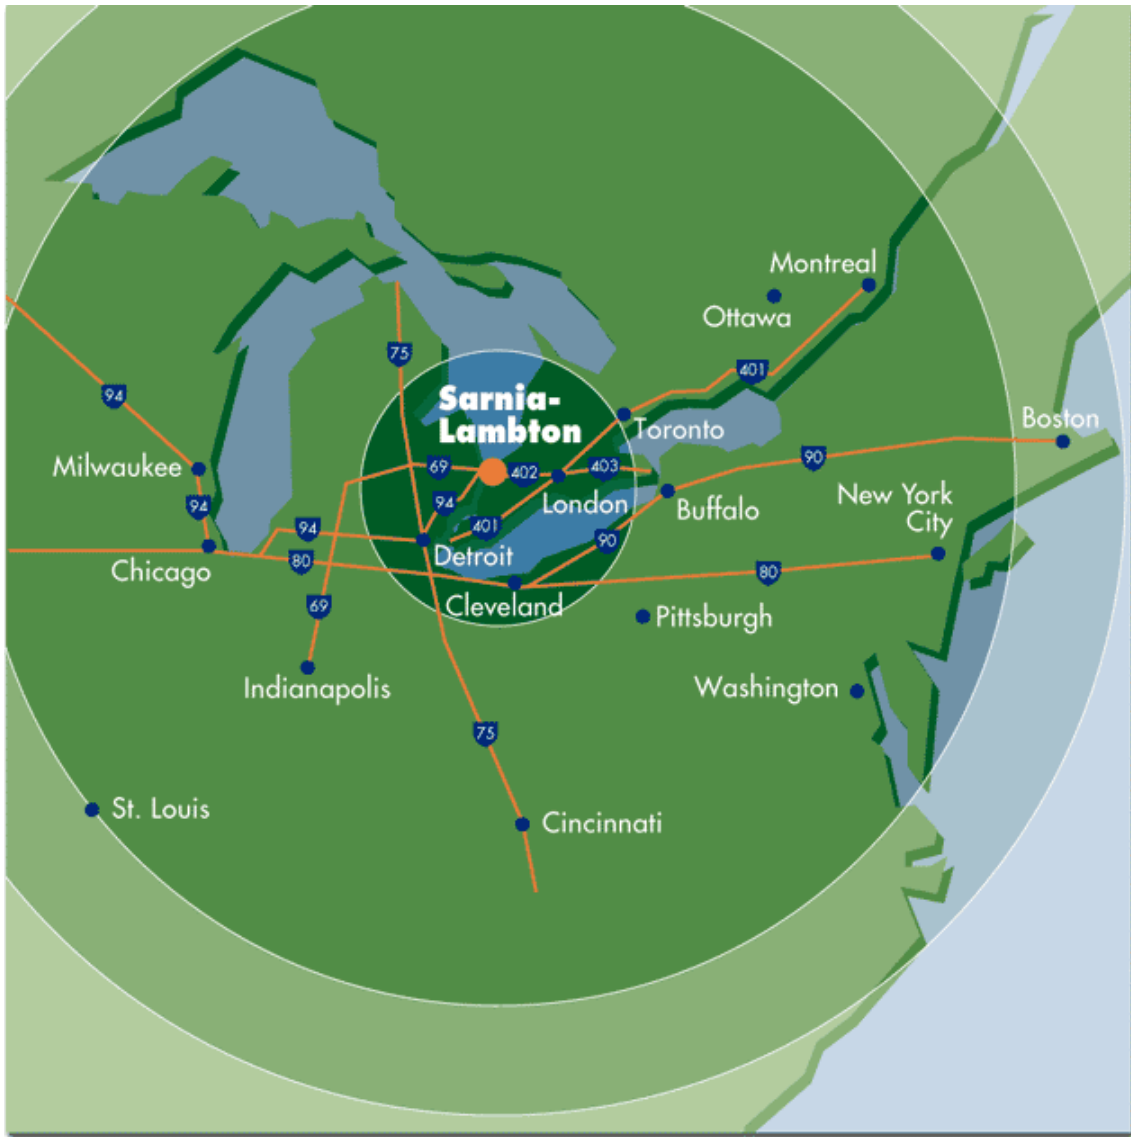 Montreal
Ottawa
75
401
94
Sarnia-
Lambton
Toronto
Boston
Milwaukee
69
402
403
90
London
New York
City
94
94
Buffalo
94
401
90
Detroit
Chicago
80
80
Cleveland
69
Pittsburgh
Indianapolis
Washington
75
St. Louis
Cincinnati